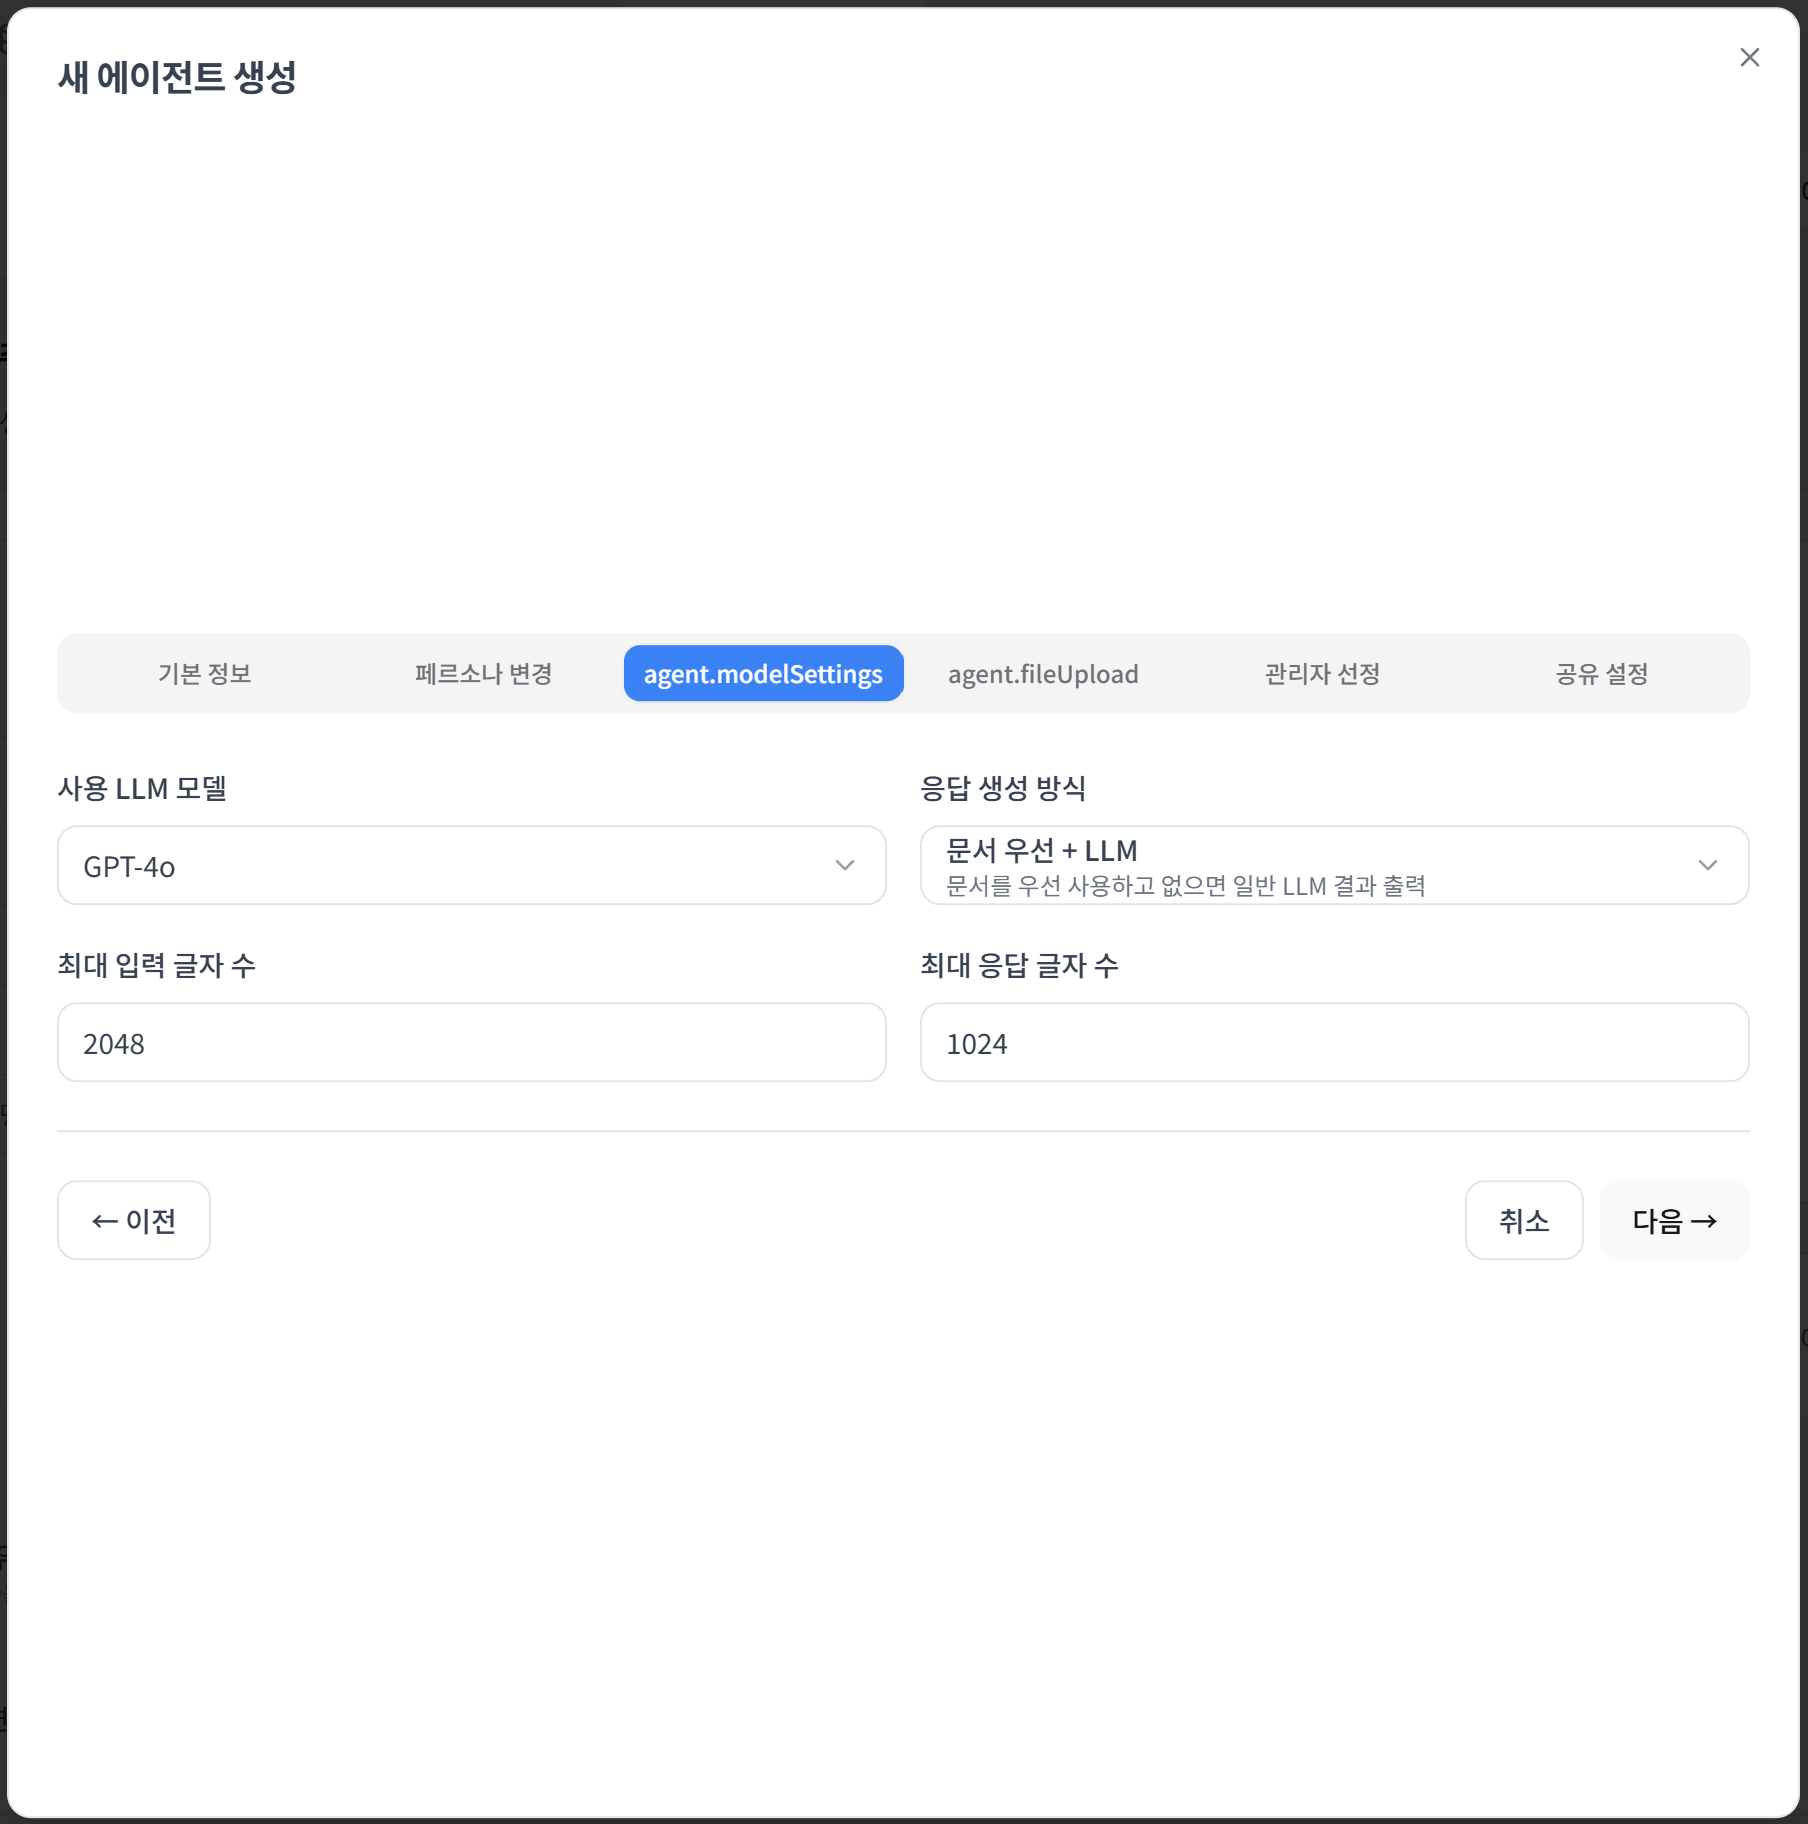 새 에이전트 생성
기본 정보
페르소나 변경
agent.modelSettings
agent.fileUpload
관리자 선정
공유 설정
사용 LLM 모델
GPT-4o
응답 생성 방식
문서 우선 + LLM
문서를 우선 사용하고 없으면 일반 LLM 결과 출력
최대 입력 글자 수
2048
최대 응답 글자 수
1024
← 이전
취소
다음 →